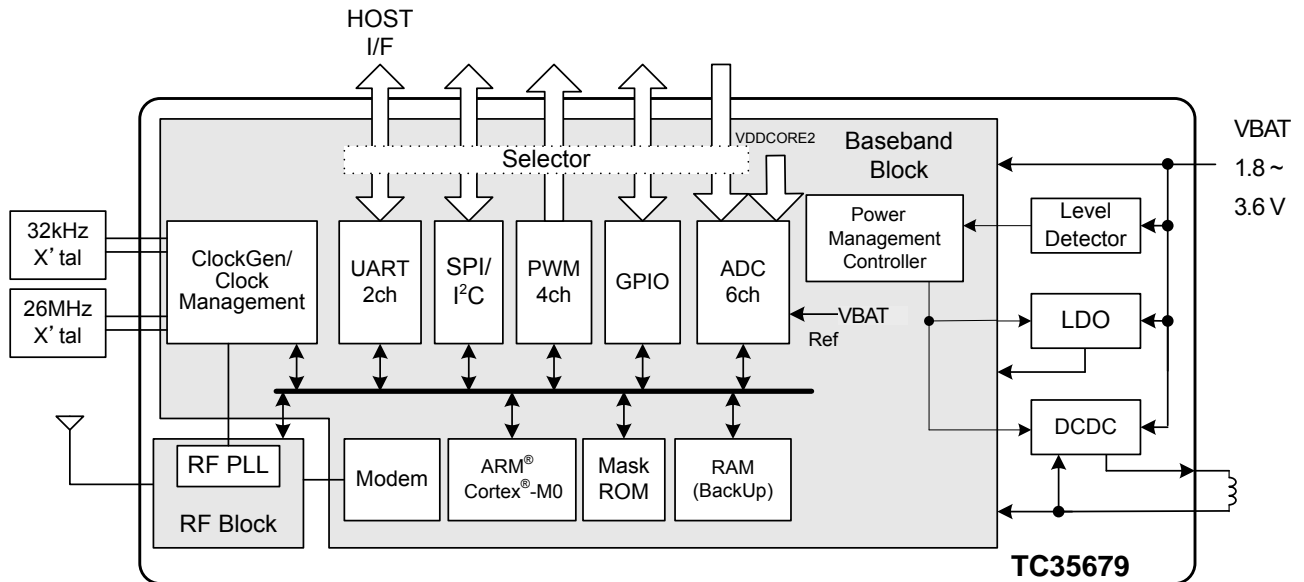 HOST
I/F
VDDCORE2
Selector
Baseband
Block
VBAT
1.8 ~
3.6 V
32kHz
X' tal
26MHz
X' tal
ClockGen/
Clock
Management
UART
2ch
SPI/
I²C
PWM
4ch
GPIO
ADC
6ch
VBAT
Ref
Power
Management
Controller
Level
Detector
LDO
DCDC
RF PLL
RF Block
Modem
ARM®
Cortex®-M0
Mask
ROM
RAM
(BackUp)
TC35679